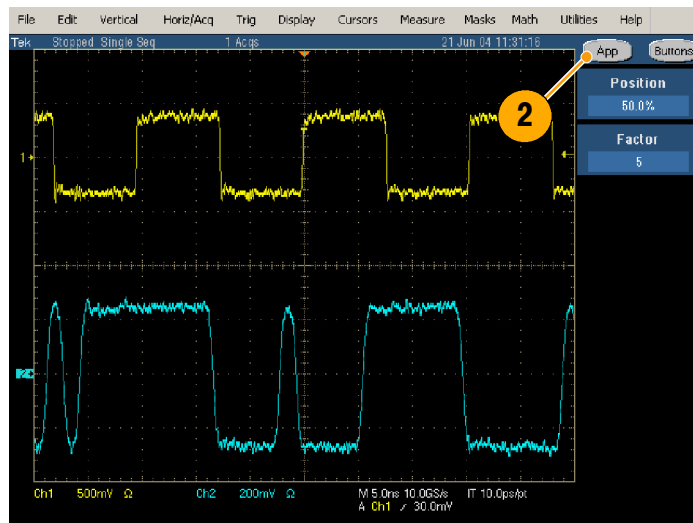 File Edit Vertical Horiz/Acq Trig Display Cursors Measure Masks Math Utilities Help
Tek Stopped Single Seq 1 Acqs 21 Jun 04 11:31:16
App Buttons
2
Position
50.0%
Factor
5
1
2
Ch1 500mV Ω Ch2 200mV Ω M 5.0ns 10.0GS/s IT 10.0ps/pt
A Ch1 ∕ 30.0mV